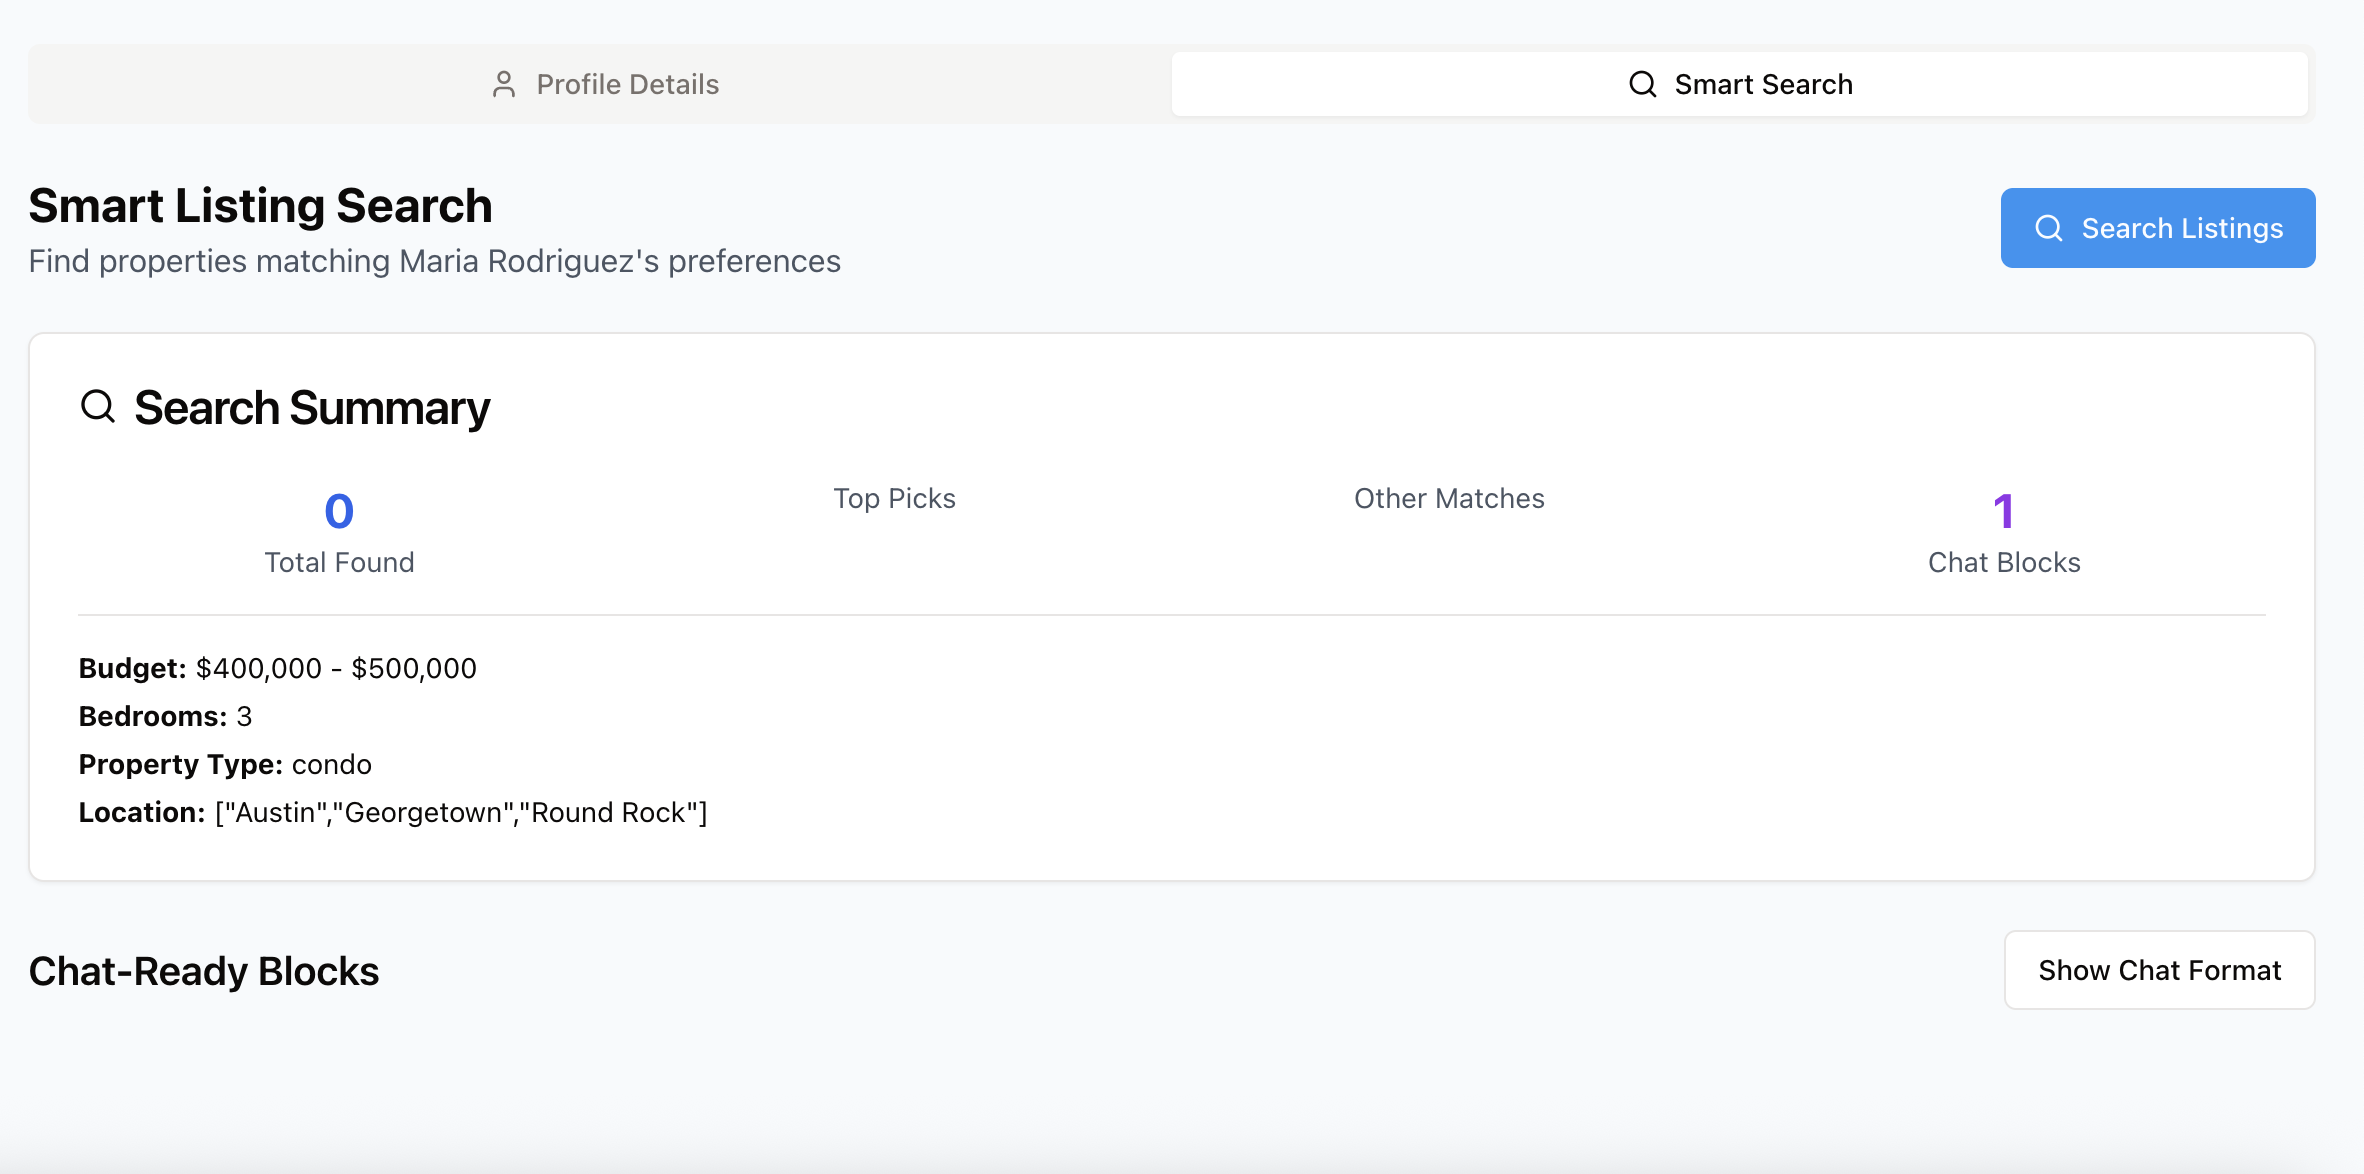 Profile Details
Smart Search
Smart Listing Search
Find properties matching Maria Rodriguez's preferences
Search Listings
Search Summary
0
Total Found
Top Picks
Other Matches
1
Chat Blocks
Budget: $400,000 - $500,000
Bedrooms: 3
Property Type: condo
Location: ["Austin","Georgetown","Round Rock"]
Chat-Ready Blocks
Show Chat Format